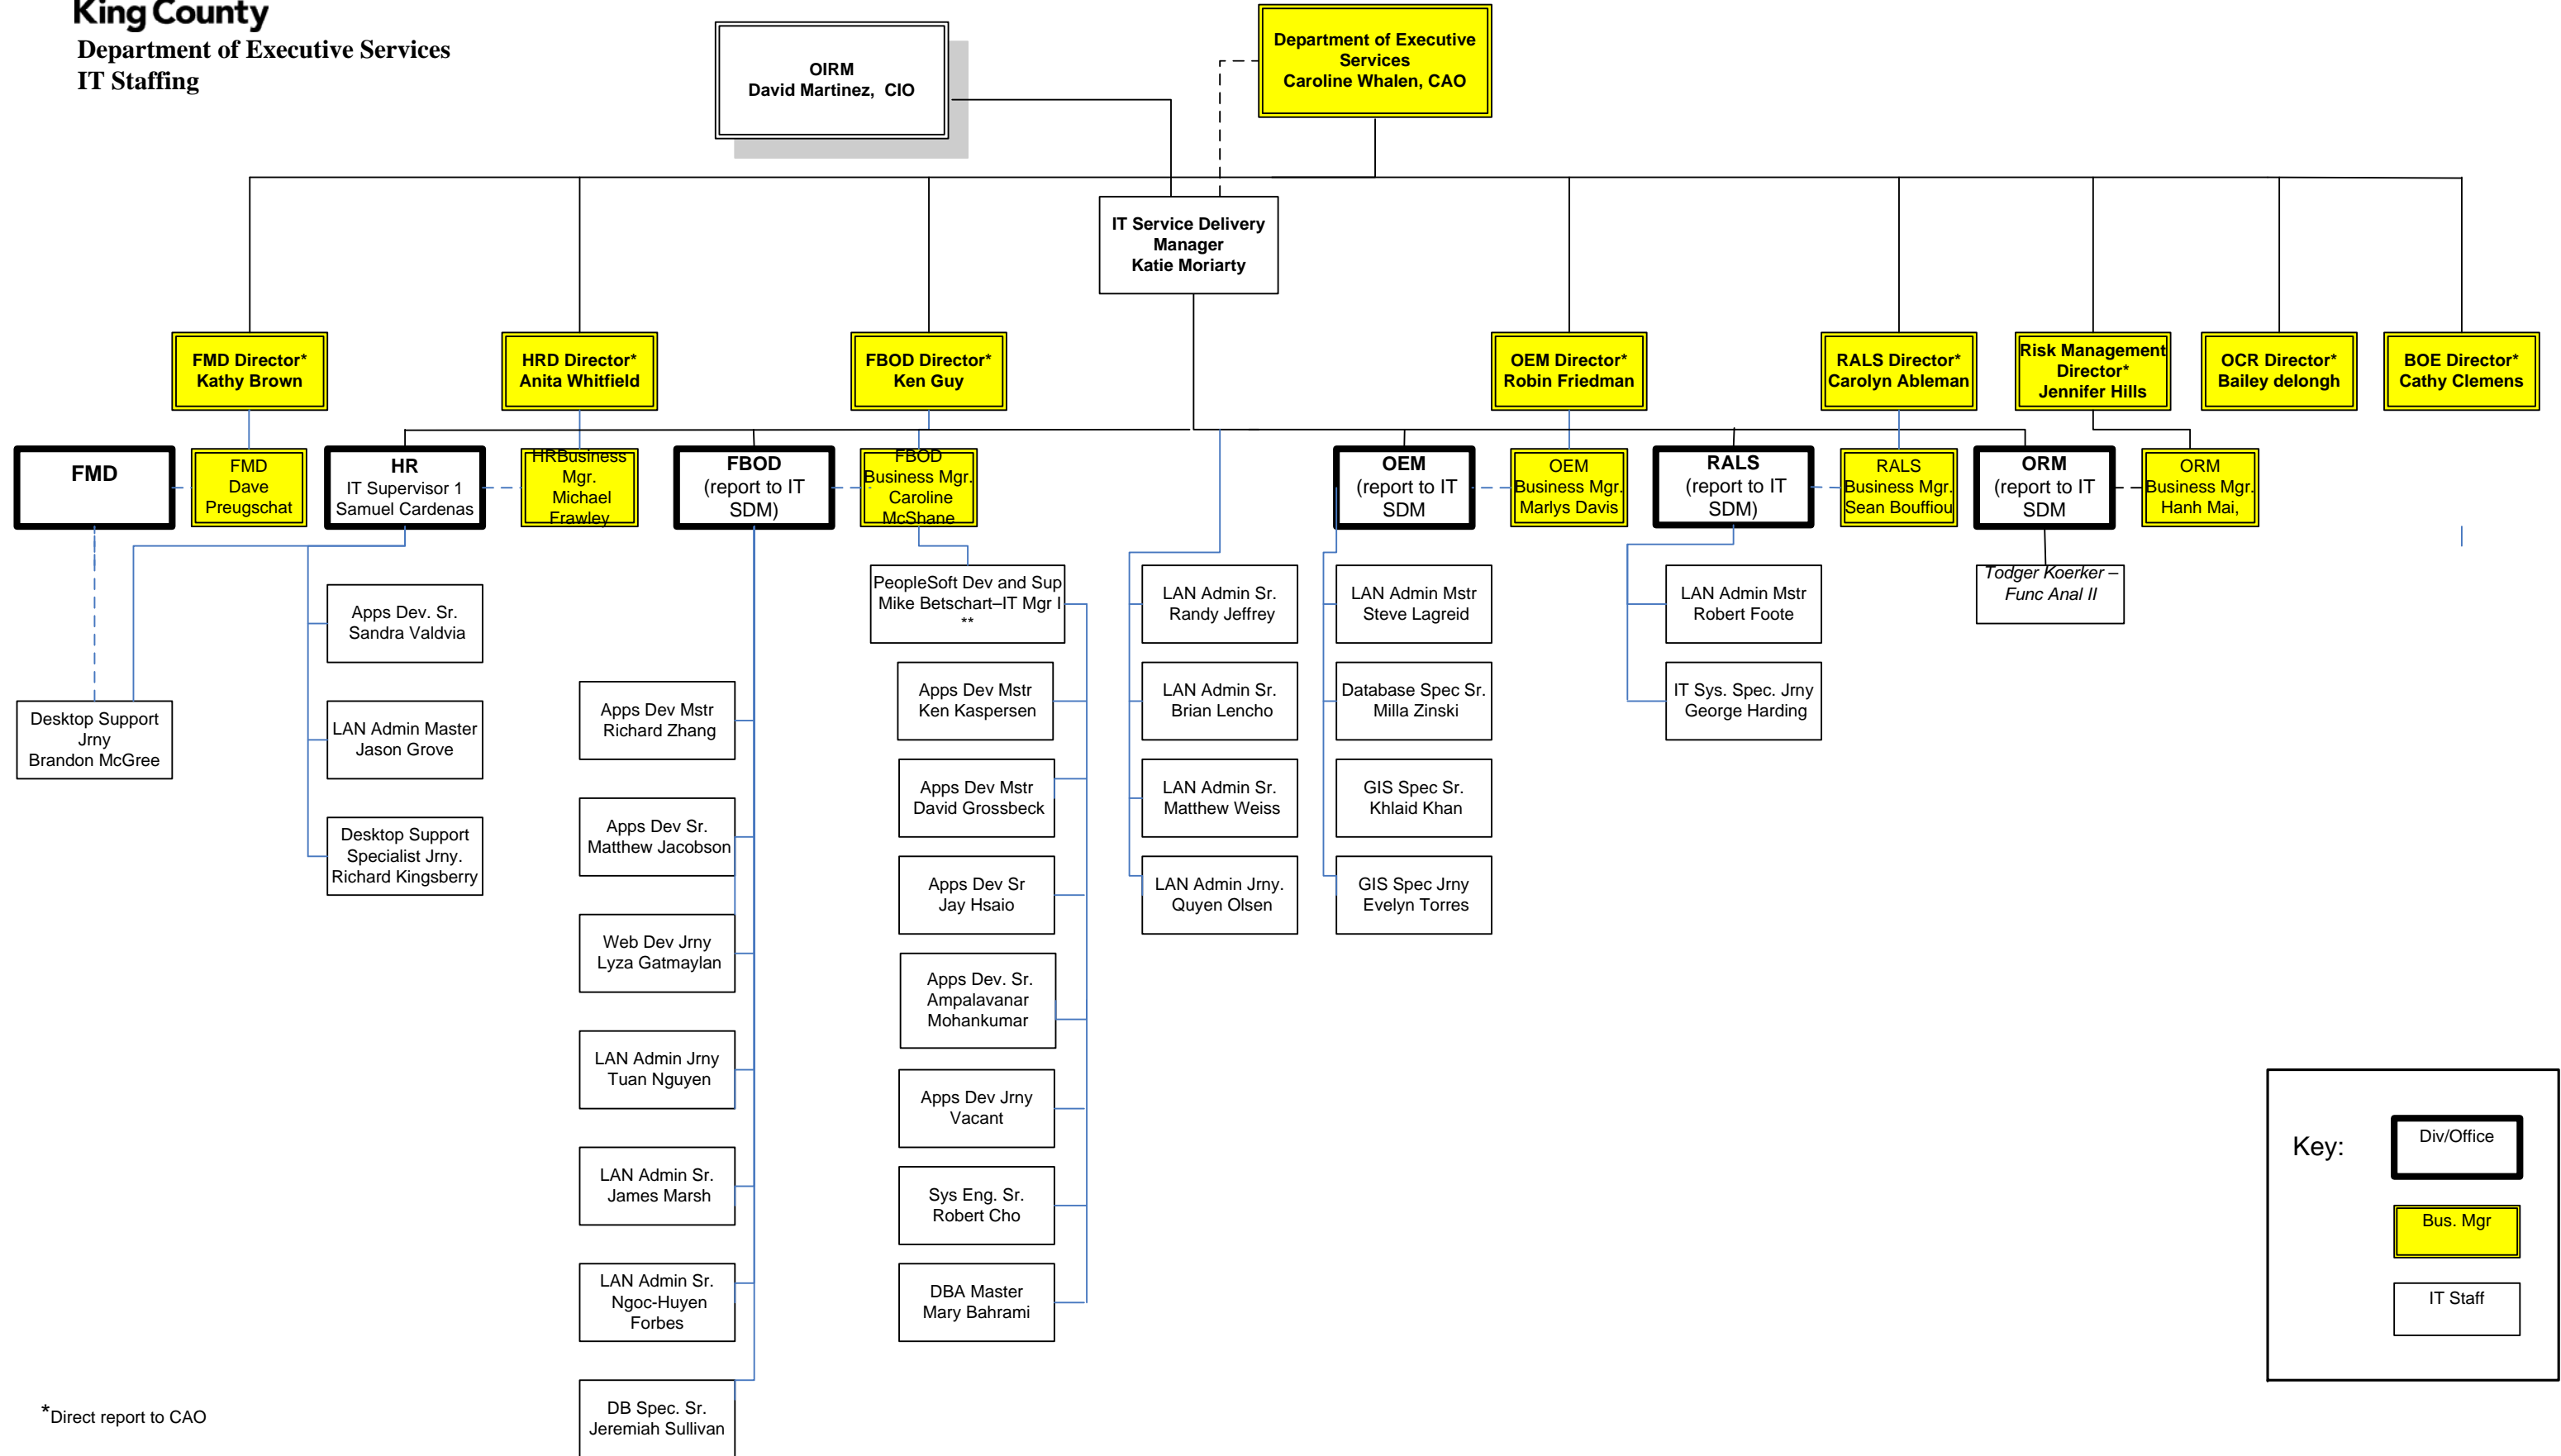 King County
Department of Executive Services
IT Staffing
OIRM
David Martinez,  CIO
Department of Executive
Services
Caroline Whalen, CAO
IT Service Delivery
Manager
Katie Moriarty
FMD Director*
Kathy Brown
HRD Director*
Anita Whitfield
FBOD Director*
Ken Guy
OEM Director*
Robin Friedman
RALS Director*
Carolyn Ableman
Risk Management
Director*
Jennifer Hills
OCR Director*
Bailey delongh
BOE Director*
Cathy Clemens
FMD
FMD
Dave
Preugschat
HR
IT Supervisor 1
Samuel Cardenas
HRBusiness
Mgr.
Michael
Frawley
FBOD
(report to IT
SDM)
FBOD
Business Mgr.
Caroline
McShane
OEM
(report to IT
SDM
OEM
Business Mgr.
Marlys Davis
RALS
(report to IT
SDM)
RALS
Business Mgr.
Sean Bouffiou
ORM
(report to IT
SDM
ORM
Business Mgr.
Hanh Mai,
Desktop Support
Jrny
Brandon McGree
Apps Dev. Sr.
Sandra Valdvia
LAN Admin Master
Jason Grove
Desktop Support
Specialist Jrny.
Richard Kingsberry
Apps Dev Mstr
Richard Zhang
Apps Dev Sr.
Matthew Jacobson
Web Dev Jrny
Lyza Gatmaylan
LAN Admin Jrny
Tuan Nguyen
LAN Admin Sr.
James Marsh
LAN Admin Sr.
Ngoc-Huyen
Forbes
DB Spec. Sr.
Jeremiah Sullivan
PeopleSoft Dev and Sup
Mike Betschart–IT Mgr I
**
Apps Dev Mstr
Ken Kaspersen
Apps Dev Mstr
David Grossbeck
Apps Dev Sr
Jay Hsaio
Apps Dev. Sr.
Ampalavanar
Mohankumar
Apps Dev Jrny
Vacant
Sys Eng. Sr.
Robert Cho
DBA Master
Mary Bahrami
LAN Admin Sr.
Randy Jeffrey
LAN Admin Sr.
Brian Lencho
LAN Admin Sr.
Matthew Weiss
LAN Admin Jrny.
Quyen Olsen
LAN Admin Mstr
Steve Lagreid
Database Spec Sr.
Milla Zinski
GIS Spec Sr.
Khlaid Khan
GIS Spec Jrny
Evelyn Torres
LAN Admin Mstr
Robert Foote
IT Sys. Spec. Jrny
George Harding
Todger Koerker –
Func Anal II
Key:
Div/Office
Bus. Mgr
IT Staff
*Direct report to CAO